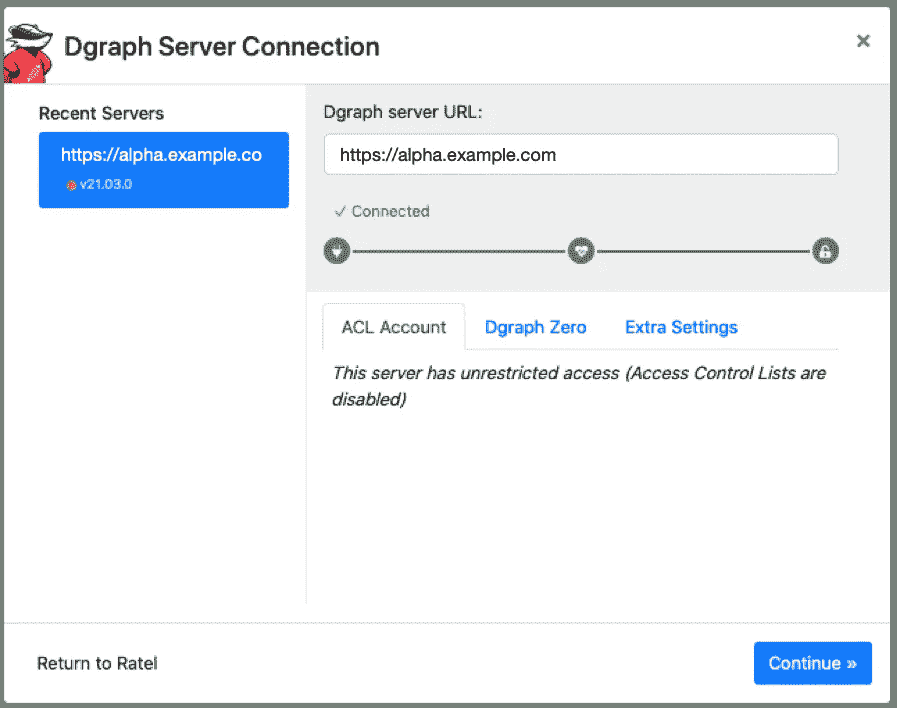 Dgraph Server Connection
×
Recent Servers
https://alpha.example.co
v21.03.0
Dgraph server URL:
https://alpha.example.com
✓ Connected
ACL Account
Dgraph Zero
Extra Settings
This server has unrestricted access (Access Control Lists are
disabled)
Return to Ratel
Continue »